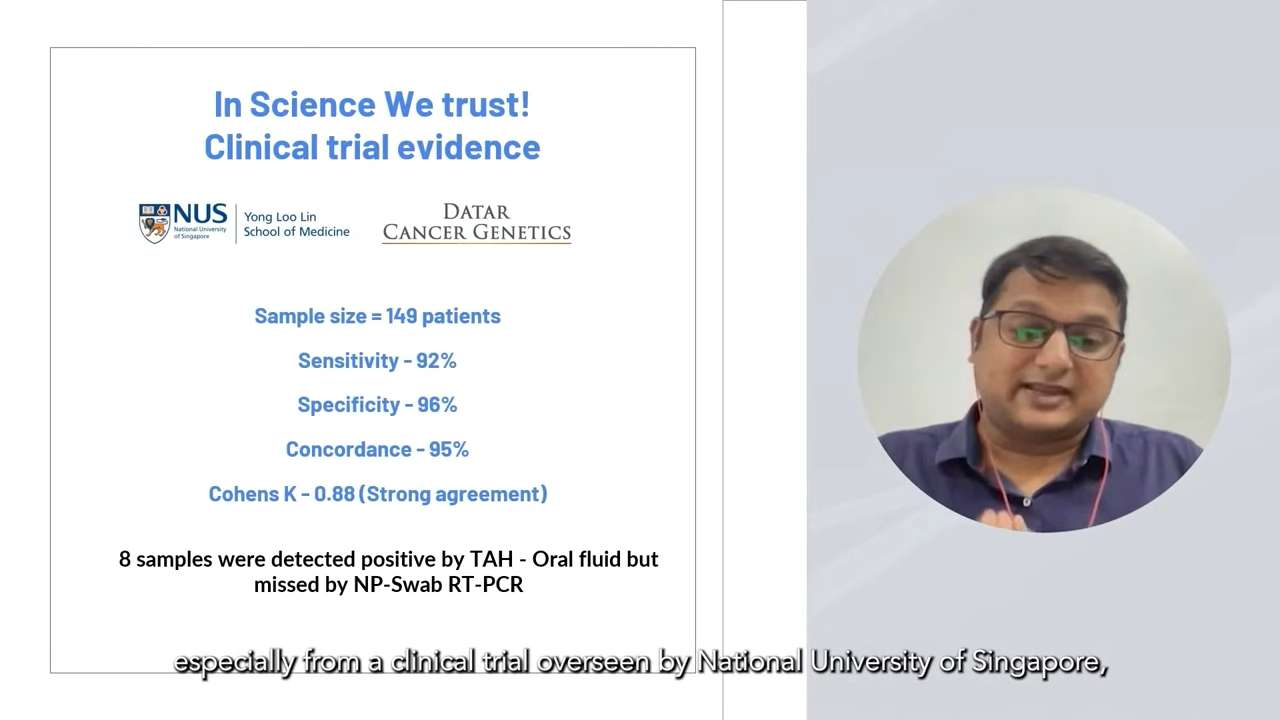 In Science We trust!
Clinical trial evidence
NUS
National University
of Singapore
Yong Loo Lin
School of Medicine
DATAR
CANCER GENETICS
Sample size = 149 patients
Sensitivity - 92%
Specificity - 96%
Concordance - 95%
Cohens K - 0.88 (Strong agreement)
8 samples were detected positive by TAH - Oral fluid but
missed by NP-Swab RT-PCR
especially from a clinical trial overseen by National University of Singapore,